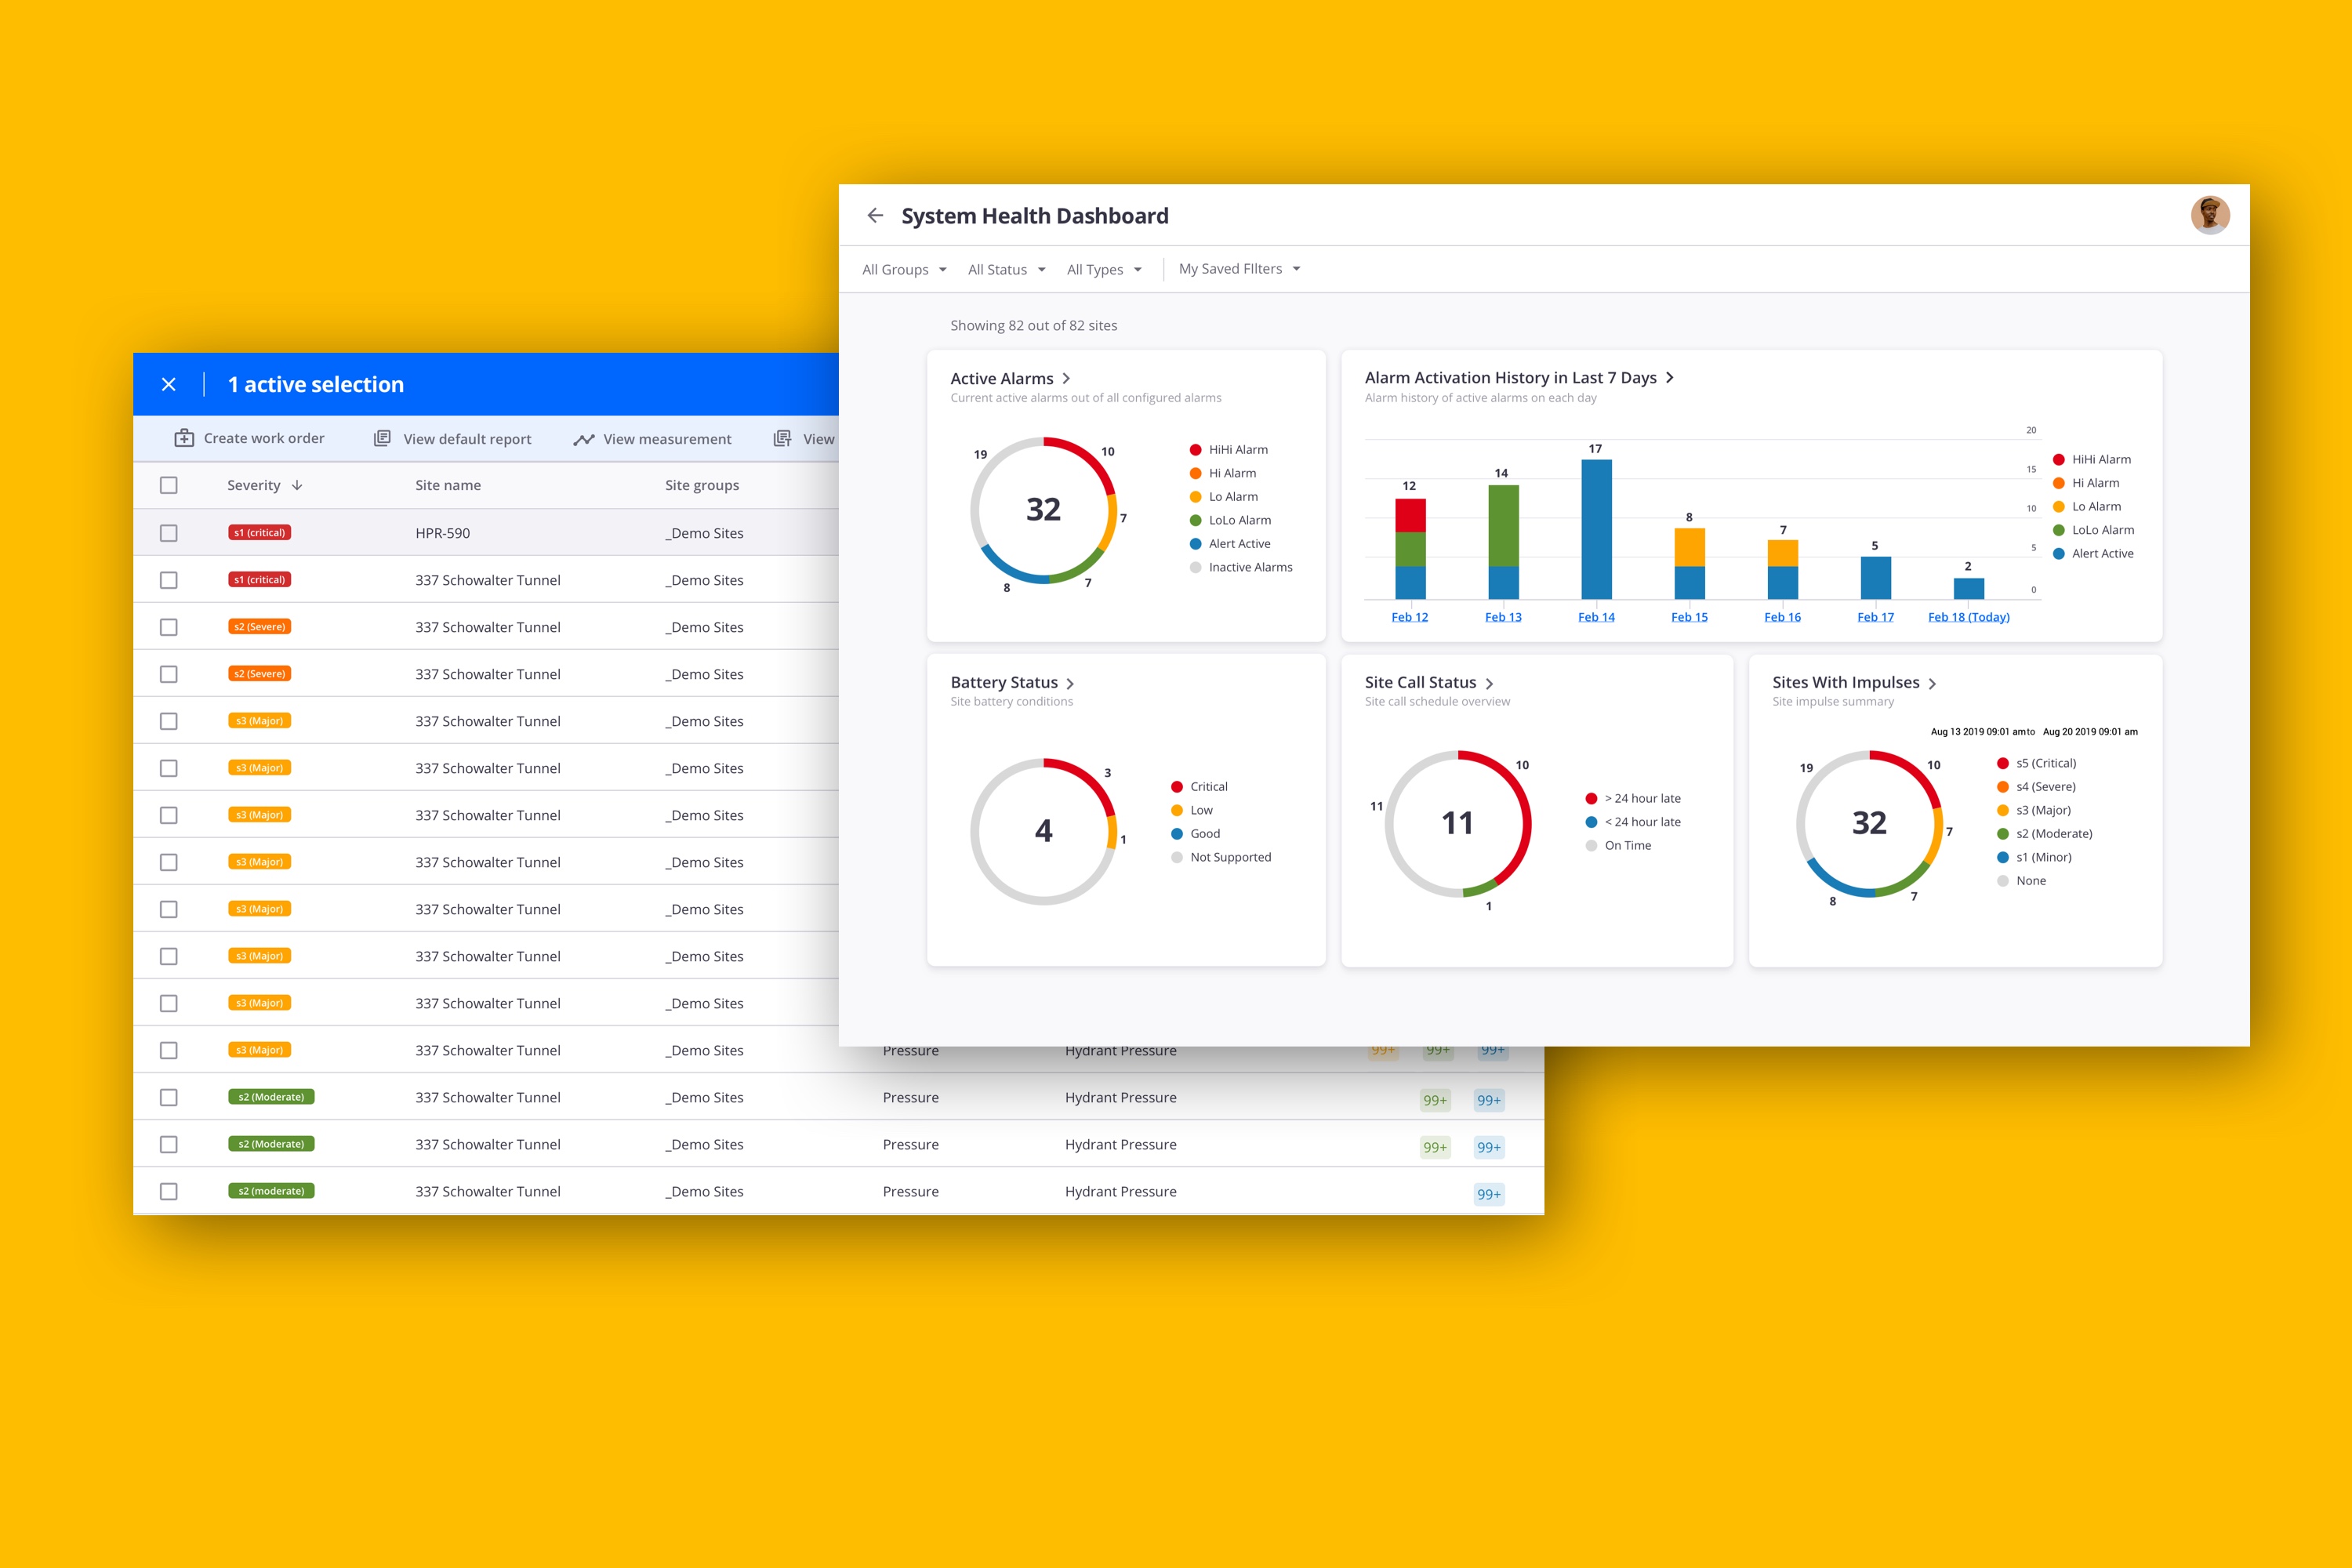 System Health Dashboard
All Groups All Status All Types My Saved FIlters
Showing 82 out of 82 sites
Active Alarms
Current active alarms out of all configured alarms
19
10
32
7
8
7
HiHi Alarm
Hi Alarm
Lo Alarm
LoLo Alarm
Alert Active
Inactive Alarms
Alarm Activation History in Last 7 Days
Alarm history of active alarms on each day
20
15
10
5
0
12
14
17
8
7
5
2
Feb 12 Feb 13 Feb 14 Feb 15 Feb 16 Feb 17 Feb 18 (Today)
HiHi Alarm
Hi Alarm
Lo Alarm
LoLo Alarm
Alert Active
Battery Status
Site battery conditions
3
4
1
Critical
Low
Good
Not Supported
Site Call Status
Site call schedule overview
10
11
11
1
> 24 hour late
< 24 hour late
On Time
Sites With Impulses
Site impulse summary
Aug 13 2019 09:01 amto Aug 20 2019 09:01 am
19
10
32
7
8
7
s5 (Critical)
s4 (Severe)
s3 (Major)
s2 (Moderate)
s1 (Minor)
None
1 active selection
Create work order View default report View measurement View
Severity Site name Site groups
s1 (critical) HPR-590 _Demo Sites
s1 (critical) 337 Schowalter Tunnel _Demo Sites
s2 (Severe) 337 Schowalter Tunnel _Demo Sites
s2 (Severe) 337 Schowalter Tunnel _Demo Sites
s3 (Major) 337 Schowalter Tunnel _Demo Sites
s3 (Major) 337 Schowalter Tunnel _Demo Sites
s3 (Major) 337 Schowalter Tunnel _Demo Sites
s3 (Major) 337 Schowalter Tunnel _Demo Sites
s3 (Major) 337 Schowalter Tunnel _Demo Sites
s3 (Major) 337 Schowalter Tunnel _Demo Sites
s3 (Major) 337 Schowalter Tunnel _Demo Sites
s3 (Major) 337 Schowalter Tunnel _Demo Sites Pressure Hydrant Pressure 99+ 99+ 99+
s2 (Moderate) 337 Schowalter Tunnel _Demo Sites Pressure Hydrant Pressure 99+ 99+
s2 (Moderate) 337 Schowalter Tunnel _Demo Sites Pressure Hydrant Pressure 99+ 99+
s2 (moderate) 337 Schowalter Tunnel _Demo Sites Pressure Hydrant Pressure 99+